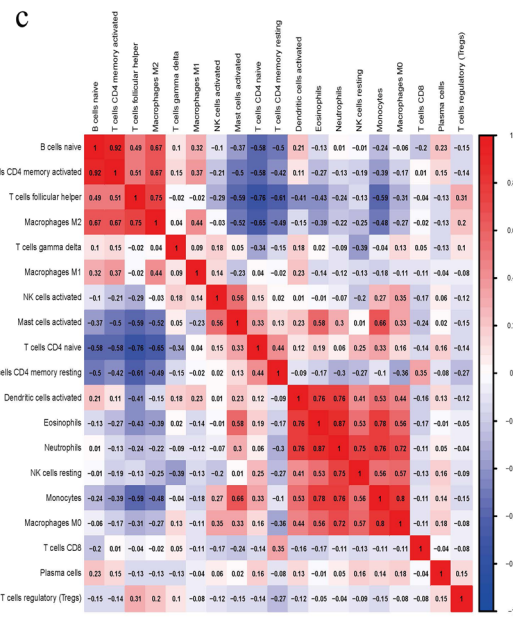 c
B cells naive
T cells CD4 memory activated
T cells follicular helper
Macrophages M2
T cells gamma delta
Macrophages M1
NK cells activated
Mast cells activated
T cells CD4 naive
T cells CD4 memory resting
Dendritic cells activated
Eosinophils
Neutrophils
NK cells resting
Monocytes
Macrophages M0
T cells CD8
Plasma cells
T cells regulatory (Tregs)
B cells naive 1 0.92 0.49 0.67 0.1 0.32 -0.1 -0.37 -0.58 -0.5 0.21 -0.13 0.01 -0.01 -0.24 -0.06 -0.2 0.23 -0.15
s CD4 memory activated 0.92 1 0.51 0.67 0.15 0.37 -0.21 -0.5 -0.58 -0.42 0.11 -0.27 -0.13 -0.19 -0.39 -0.17 0.01 0.15 -0.14
T cells follicular helper 0.49 0.51 1 0.75 -0.02 -0.02 -0.29 -0.59 -0.76 -0.61 -0.41 -0.43 -0.24 -0.13 -0.59 -0.31 -0.04 -0.13 0.31
Macrophages M2 0.67 0.67 0.75 1 0.04 0.44 -0.03 -0.52 -0.65 -0.49 -0.15 -0.39 -0.22 -0.25 -0.48 -0.27 -0.02 -0.13 0.2
T cells gamma delta 0.1 0.15 -0.02 0.04 1 0.09 0.18 0.05 -0.34 -0.15 0.18 0.02 -0.09 -0.39 -0.04 0.13 0.05 -0.13 0.1
Macrophages M1 0.32 0.37 -0.02 0.44 0.09 1 0.14 -0.23 0.04 -0.02 0.23 -0.14 -0.12 -0.13 -0.18 -0.11 -0.11 -0.04 -0.08
NK cells activated -0.1 -0.21 -0.29 -0.03 0.18 0.14 1 0.56 0.15 0.02 0.01 -0.01 -0.07 -0.2 0.27 0.35 -0.17 0.06 -0.12
Mast cells activated -0.37 -0.5 -0.59 -0.52 0.05 -0.23 0.56 1 0.33 0.13 0.23 0.58 0.3 0.01 0.66 0.33 -0.24 0.02 -0.15
T cells CD4 naive -0.58 -0.58 -0.76 -0.65 -0.34 0.04 0.15 0.33 1 0.44 0.12 0.19 0.06 0.25 0.33 0.16 -0.14 0.16 -0.14
cells CD4 memory resting -0.5 -0.42 -0.61 -0.49 -0.15 -0.02 0.02 0.13 0.44 1 -0.09 -0.17 -0.3 -0.27 -0.1 -0.36 0.35 -0.08 -0.27
Dendritic cells activated 0.21 0.11 -0.41 -0.15 0.18 0.23 0.01 0.23 0.12 -0.09 1 0.76 0.76 0.41 0.53 0.44 -0.16 0.13 -0.12
Eosinophils -0.13 -0.27 -0.43 -0.39 0.02 -0.14 -0.01 0.58 0.19 -0.17 0.76 1 0.87 0.53 0.78 0.56 -0.17 -0.01 -0.05
Neutrophils 0.01 -0.13 -0.24 -0.22 -0.09 -0.12 -0.07 0.3 0.06 -0.3 0.76 0.87 1 0.75 0.76 0.72 -0.11 0.05 -0.04
NK cells resting -0.01 -0.19 -0.13 -0.25 -0.39 -0.13 -0.2 0.01 0.25 -0.27 0.41 0.53 0.75 1 0.56 0.57 -0.13 0.16 -0.09
Monocytes -0.24 -0.39 -0.59 -0.48 -0.04 -0.18 0.27 0.66 0.33 -0.1 0.53 0.78 0.76 0.56 1 0.8 -0.11 0.14 -0.15
Macrophages M0 -0.06 -0.17 -0.31 -0.27 0.13 -0.11 0.35 0.33 0.16 -0.36 0.44 0.56 0.72 0.57 0.8 1 -0.11 0.18 -0.08
T cells CD8 -0.2 0.01 -0.04 -0.02 0.05 -0.11 -0.17 -0.24 -0.14 0.35 -0.16 -0.17 -0.11 -0.13 -0.11 -0.11 1 -0.04 -0.08
Plasma cells 0.23 0.15 -0.13 -0.13 -0.13 -0.04 0.06 0.02 0.16 -0.08 0.13 -0.01 0.05 0.16 0.14 0.18 -0.04 1 0.15
T cells regulatory (Tregs) -0.15 -0.14 0.31 0.2 0.1 -0.08 -0.12 -0.15 -0.14 -0.27 -0.12 -0.05 -0.04 -0.09 -0.15 -0.08 -0.08 0.15 1
1
0